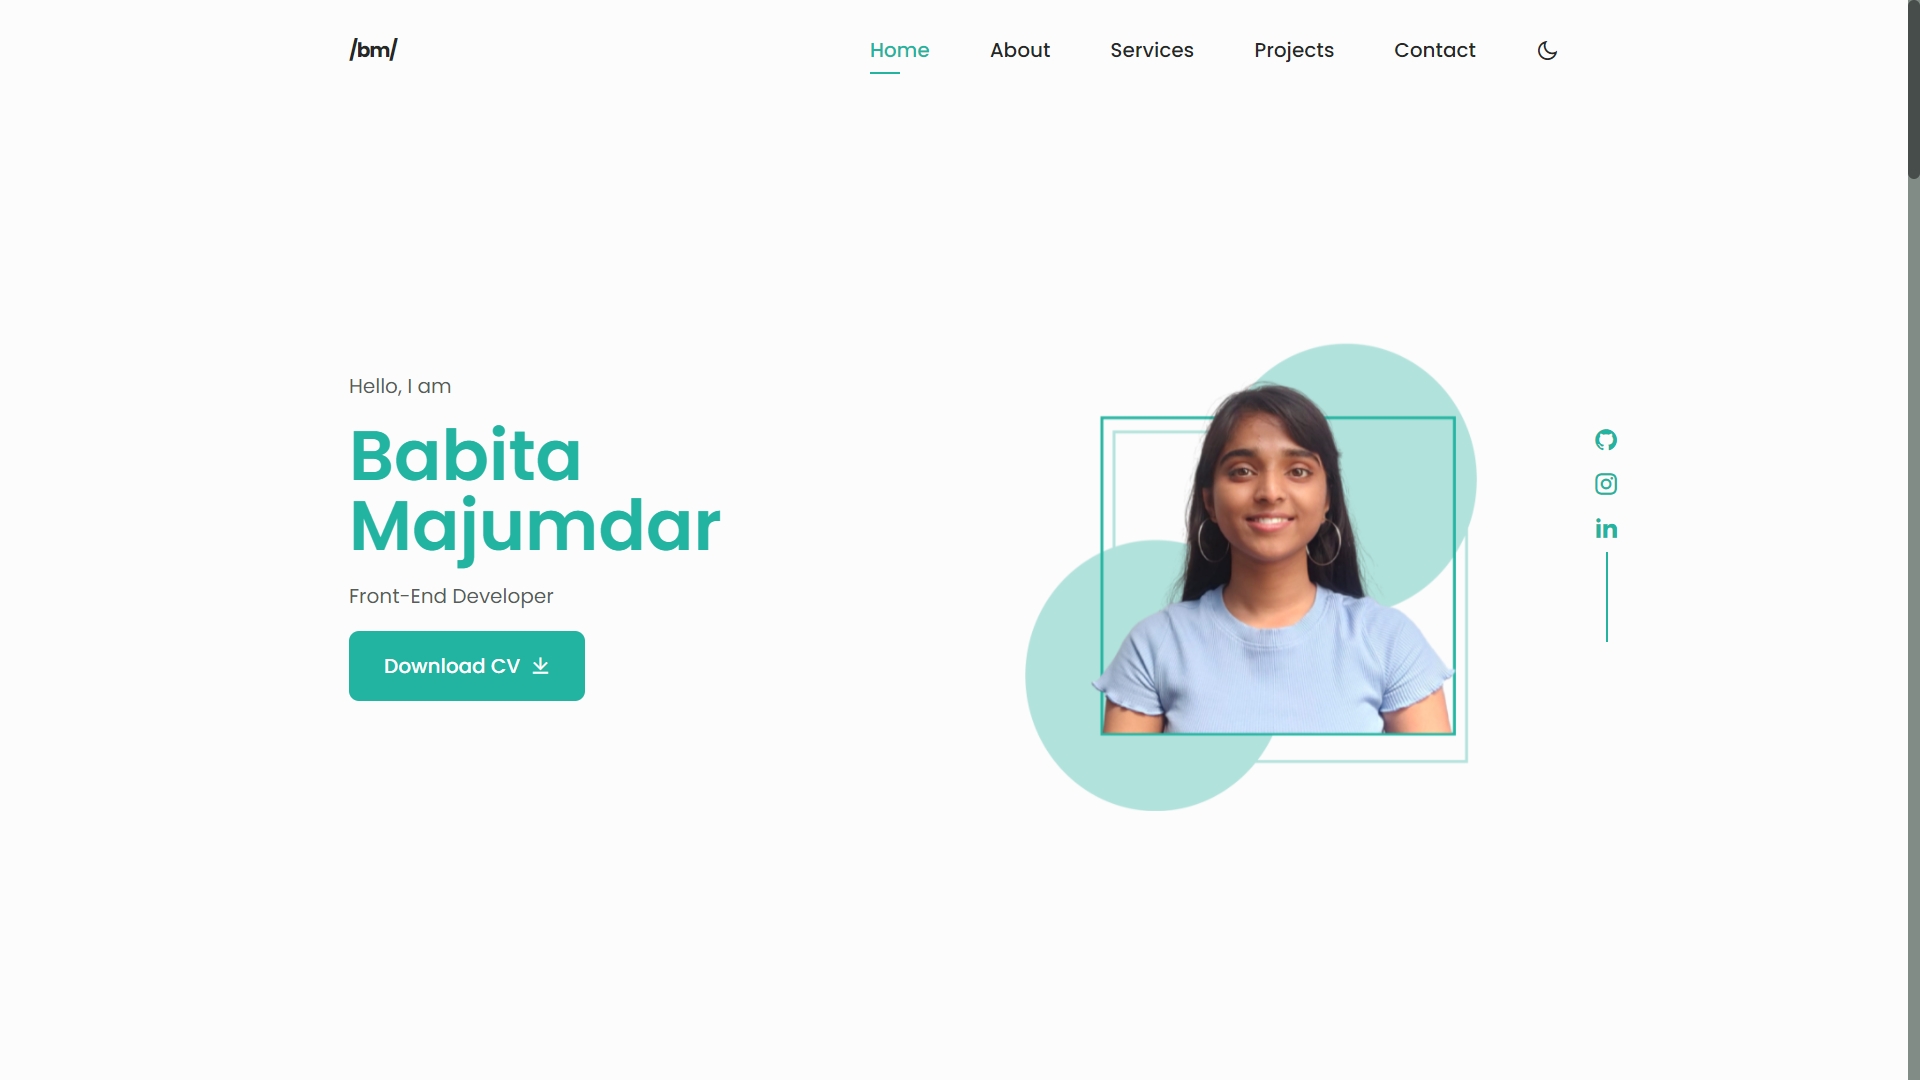 /bm/
Home About Services Projects Contact
Hello, I am
Babita
Majumdar
Front-End Developer
Download CV
in